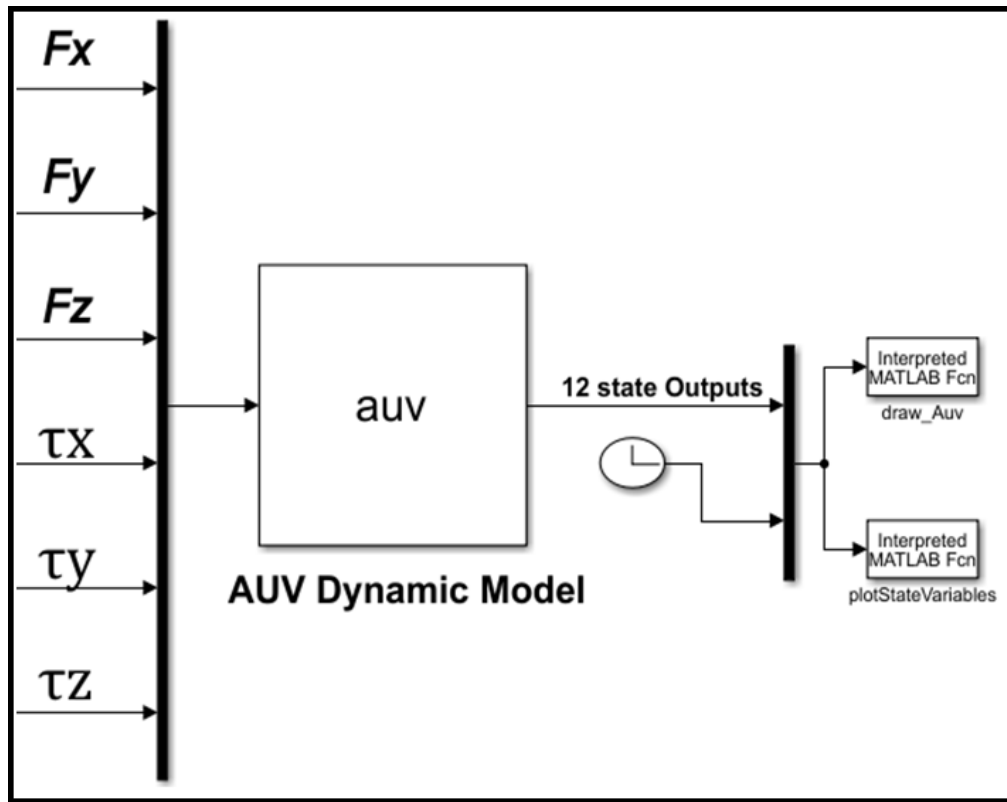 Fx
Fy
Fz
τx
τy
τz
auv
AUV Dynamic Model
12 state Outputs
Interpreted
MATLAB Fcn
draw_Auv
Interpreted
MATLAB Fcn
plotStateVariables